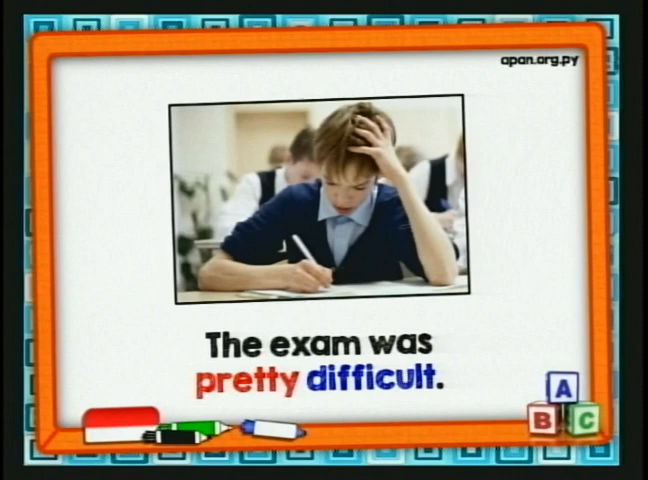 apan.org.py
The exam was
pretty difficult.
A
B C